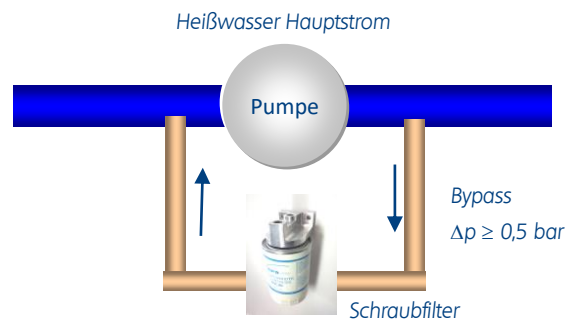 Heißwasser Hauptstrom
Pumpe
Bypass
Δp ≥ 0,5 bar
Schraubfilter